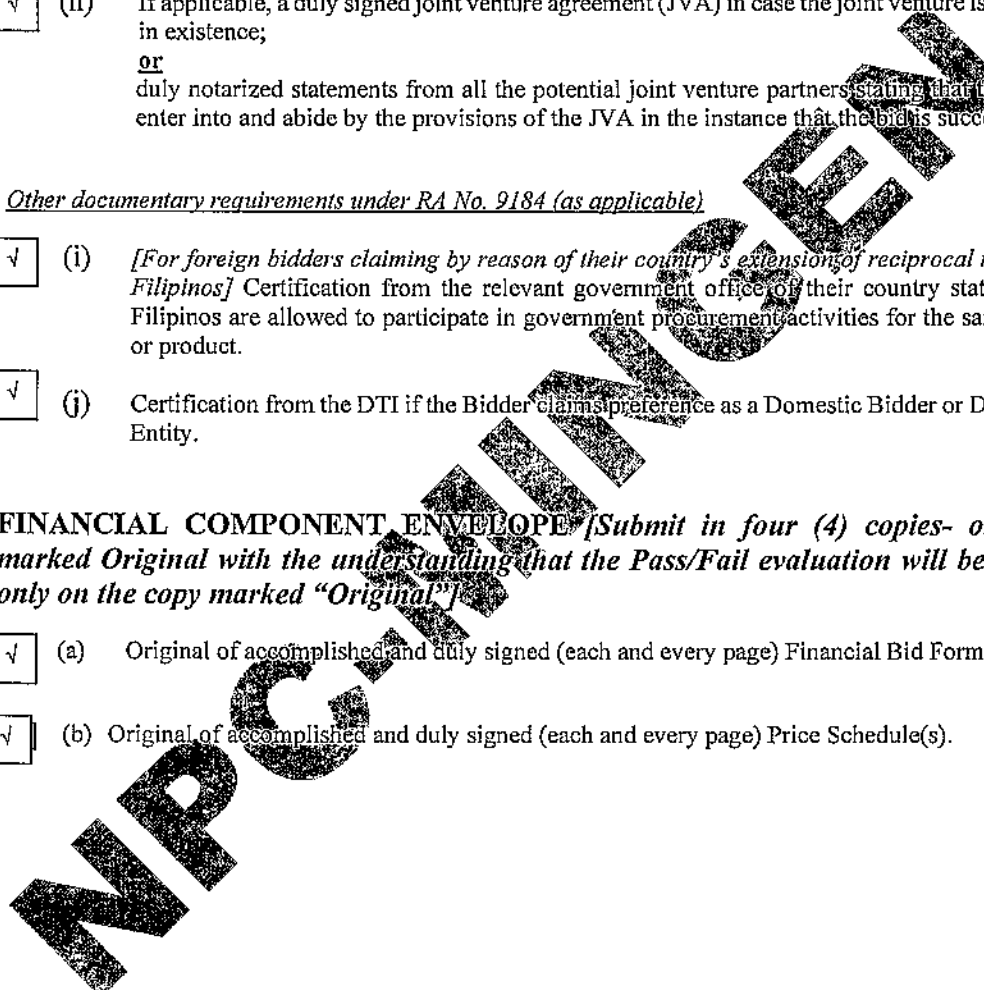 √ If applicable, a duly signed joint venture agreement (JVA) in case the joint venture is
in existence;
or
duly notarized statements from all the potential joint venture partners stating that
enter into and abide by the provisions of the JVA in the instance that the bid is
Other documentary requirements under RA No. 9184 (as applicable)
√ (i) [For foreign bidders claiming by reason of their country's extension of reciprocal
Filipinos] Certification from the relevant government office of their country
Filipinos are allowed to participate in government procurement activities for the
or product.
√ (j) Certification from the DTI if the Bidder claims preference as a Domestic Bidder or
Entity.
FINANCIAL COMPONENT ENVELOPE [Submit in four (4) copies-
marked Original with the understanding that the Pass/Fail evaluation will be
only on the copy marked “Original”]
√ (a) Original of accomplished and duly signed (each and every page) Financial Bid Form
√ (b) Original of accomplished and duly signed (each and every page) Price Schedule(s).
NPC-MINGEN